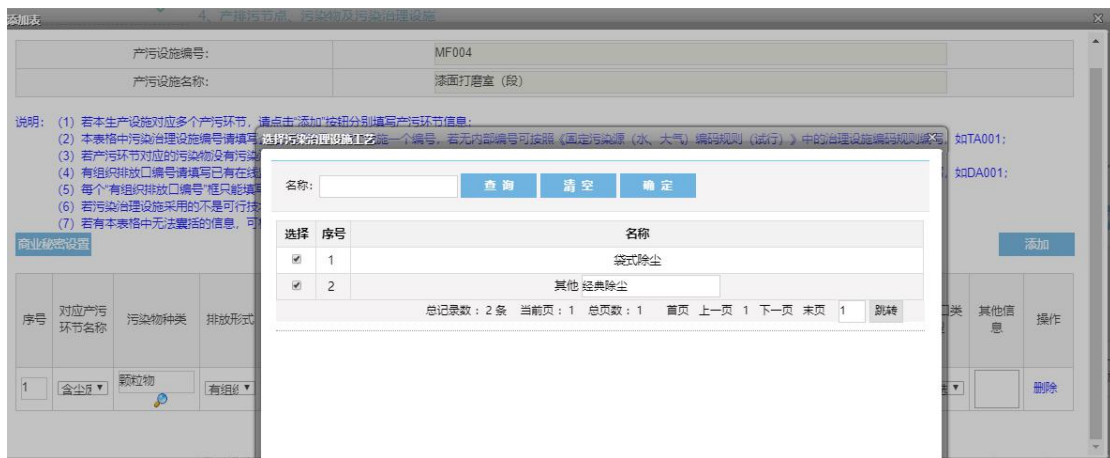 添加表
4、产排污节点、污染物及污染治理设施
产污设施编号:
MF004
产污设施名称:
漆面打磨室（段）
说明: （1）若本生产设施对应多个产污环节，请点击"添加"按钮分别填写产污环节信息;
（2）本表格中污染治理设施编号请填写
施一个编号，若无内部编号可按照《固定污染源（水、大气）编码规则（试行）》中的治理设施编码规则编写，如TA001;
（3）若产污环节对应的污染物没有污染
（4）有组织排放口编号请填写已有在线
如DA001;
（5）每个"有组织排放口编号"框只能填写
（6）若污染治理设施采用的不是可行技
（7）若有本表格中无法囊括的信息，可
选择污染治理设施工艺
名称:
查 询
清 空
确 定
选择 序号 名称
1 袋式除尘
2 其他 经典除尘
总记录数：2 条 当前页：1 总页数：1 首页 上一页 1 下一页 末页 1 跳转
商业秘密设置
添加
序号 对应产污环节名称 污染物种类 排放形式
其他信息 操作
1 颗粒物 有组织
删除